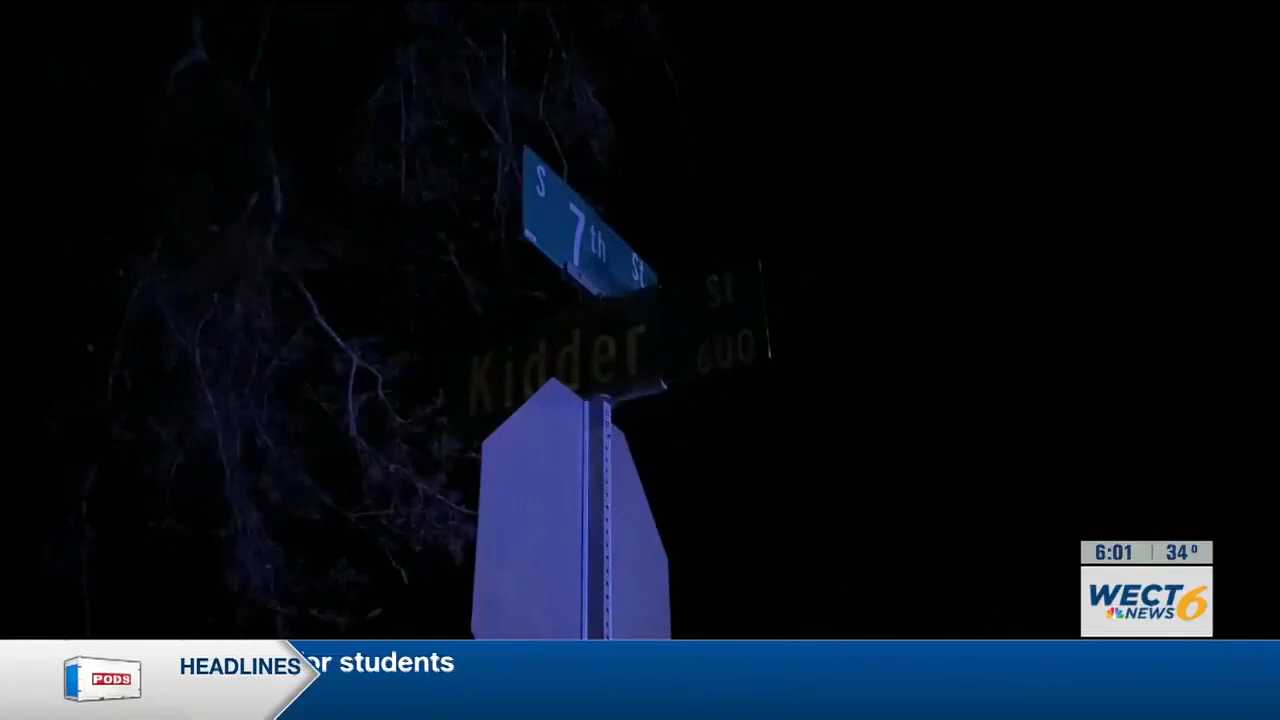 S 7th St
Kidder St
600
6:01 34°
WECT 6
NEWS
PODS
HEADLINES
or students